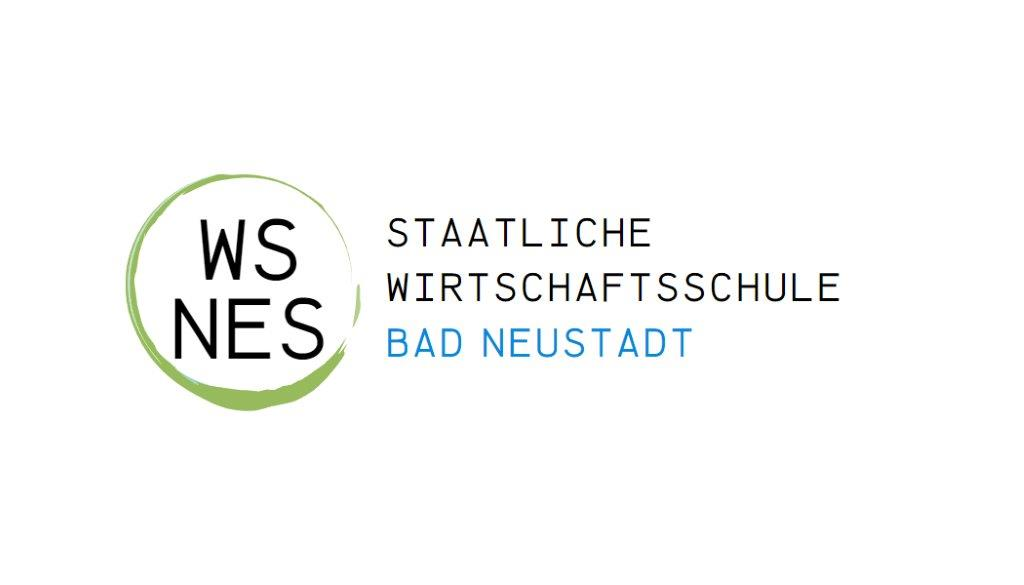 WS
NES
STAATLICHE
WIRTSCHAFTSSCHULE
BAD NEUSTADT